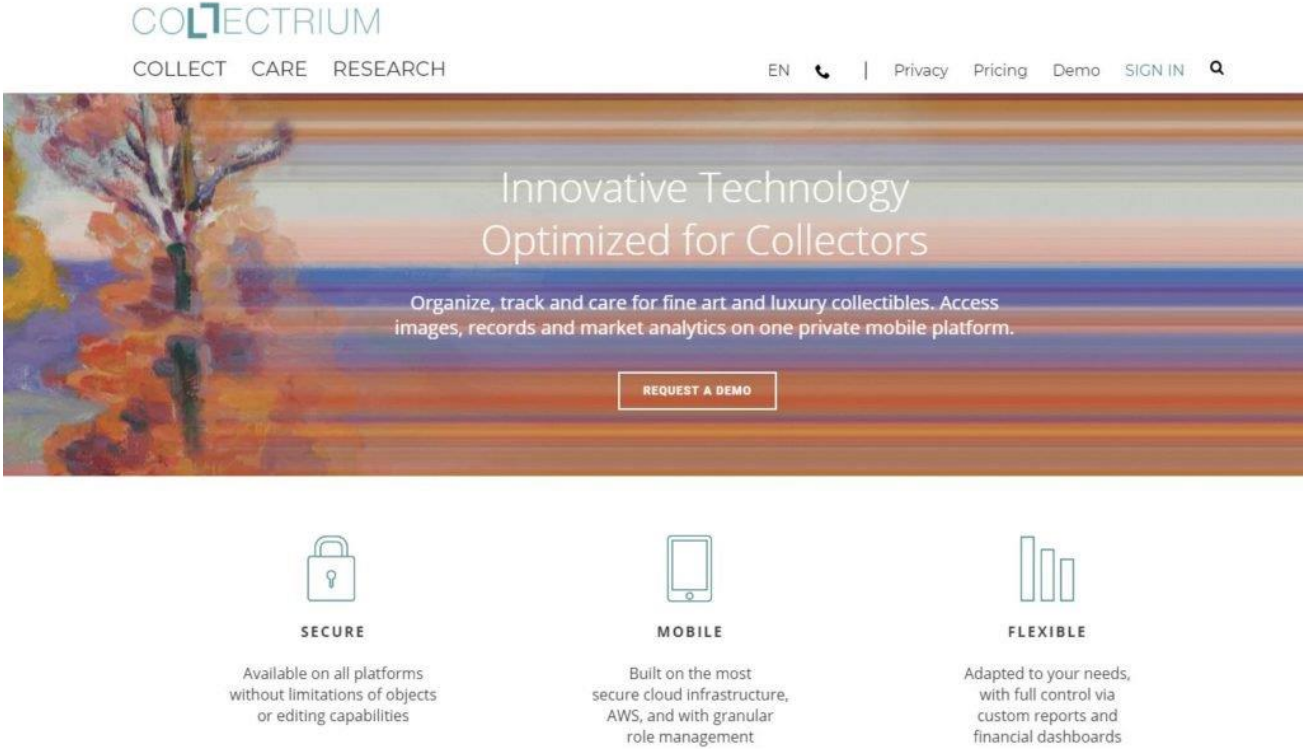 COLLECTRIUM
COLLECT CARE RESEARCH
EN | Privacy Pricing Demo SIGN IN
Innovative Technology
Optimized for Collectors
Organize, track and care for fine art and luxury collectibles. Access
images, records and market analytics on one private mobile platform.
REQUEST A DEMO
SECURE
Available on all platforms
without limitations of objects
or editing capabilities
MOBILE
Built on the most
secure cloud infrastructure,
AWS, and with granular
role management
FLEXIBLE
Adapted to your needs,
with full control via
custom reports and
financial dashboards